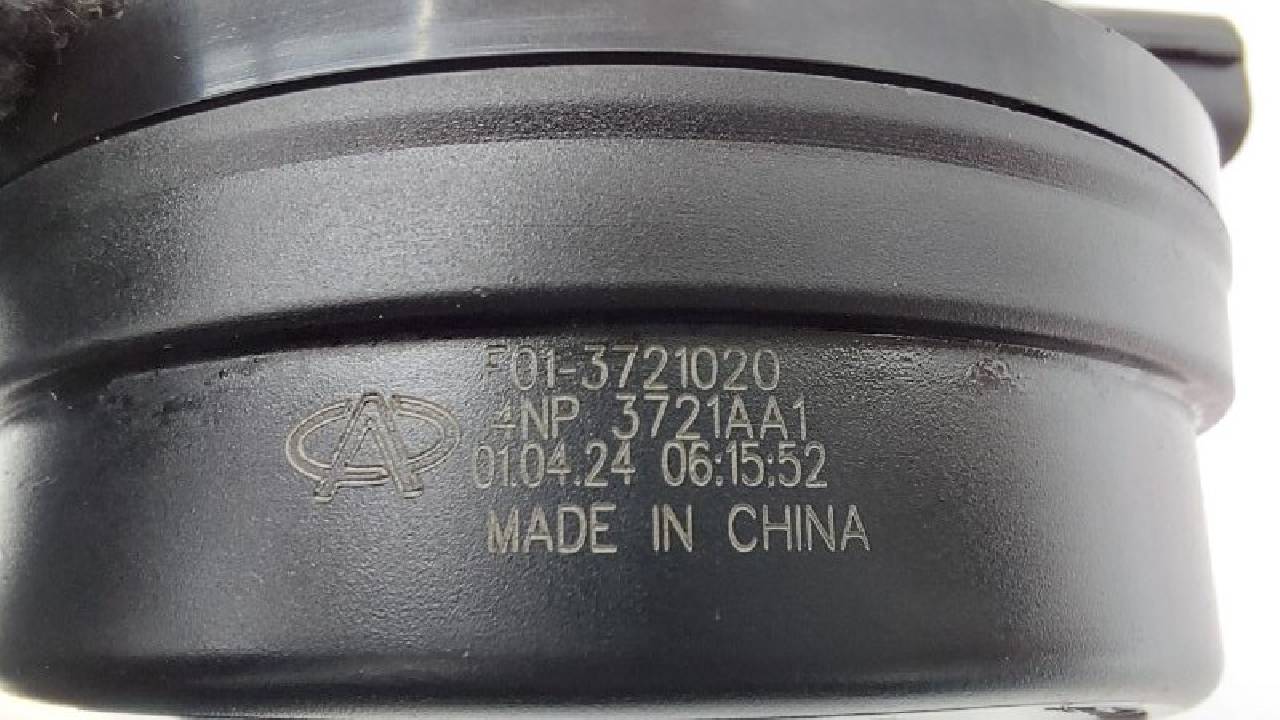 F01-3721020
4NP 3721AA1
01.04.24 06:15:52
MADE IN CHINA